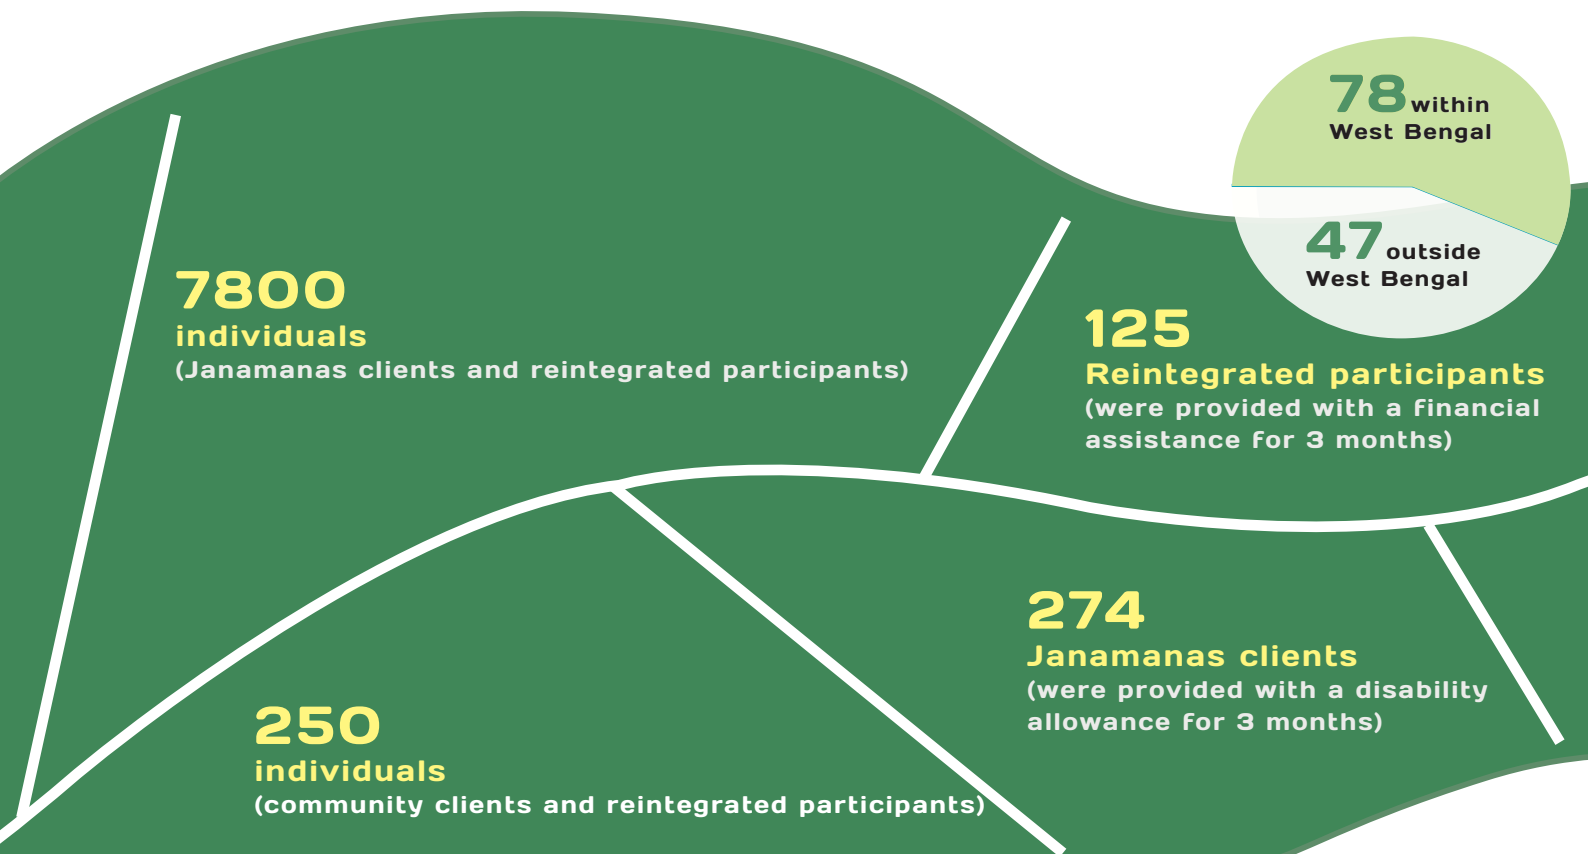 78 within
West Bengal
47 outside
West Bengal
7800
individuals
(Janamanas clients and reintegrated participants)
125
Reintegrated participants
(were provided with a financial
assistance for 3 months)
274
Janamanas clients
(were provided with a disability
allowance for 3 months)
250
individuals
(community clients and reintegrated participants)